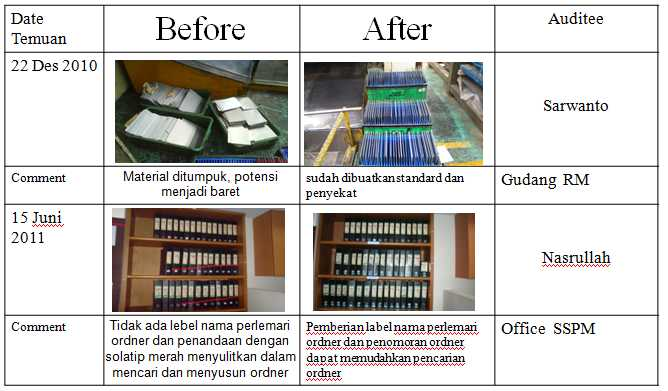 Date
Temuan
Before
After
Auditee
22 Des 2010
Sarwanto
Comment
Material ditumpuk, potensi
menjadi baret
sudah dibuatkan standard dan
penyekat
Gudang RM
15 Juni
2011
Nasrullah
Comment
Tidak ada lebel nama perlemari
ordner dan penandaan dengan
solatip merah menyulitkan dalam
mencari dan menyusun ordner
Pemberian label nama perlemari
ordner dan penomoran ordner
dapat memudahkan pencarian
ordner
Office SSPM